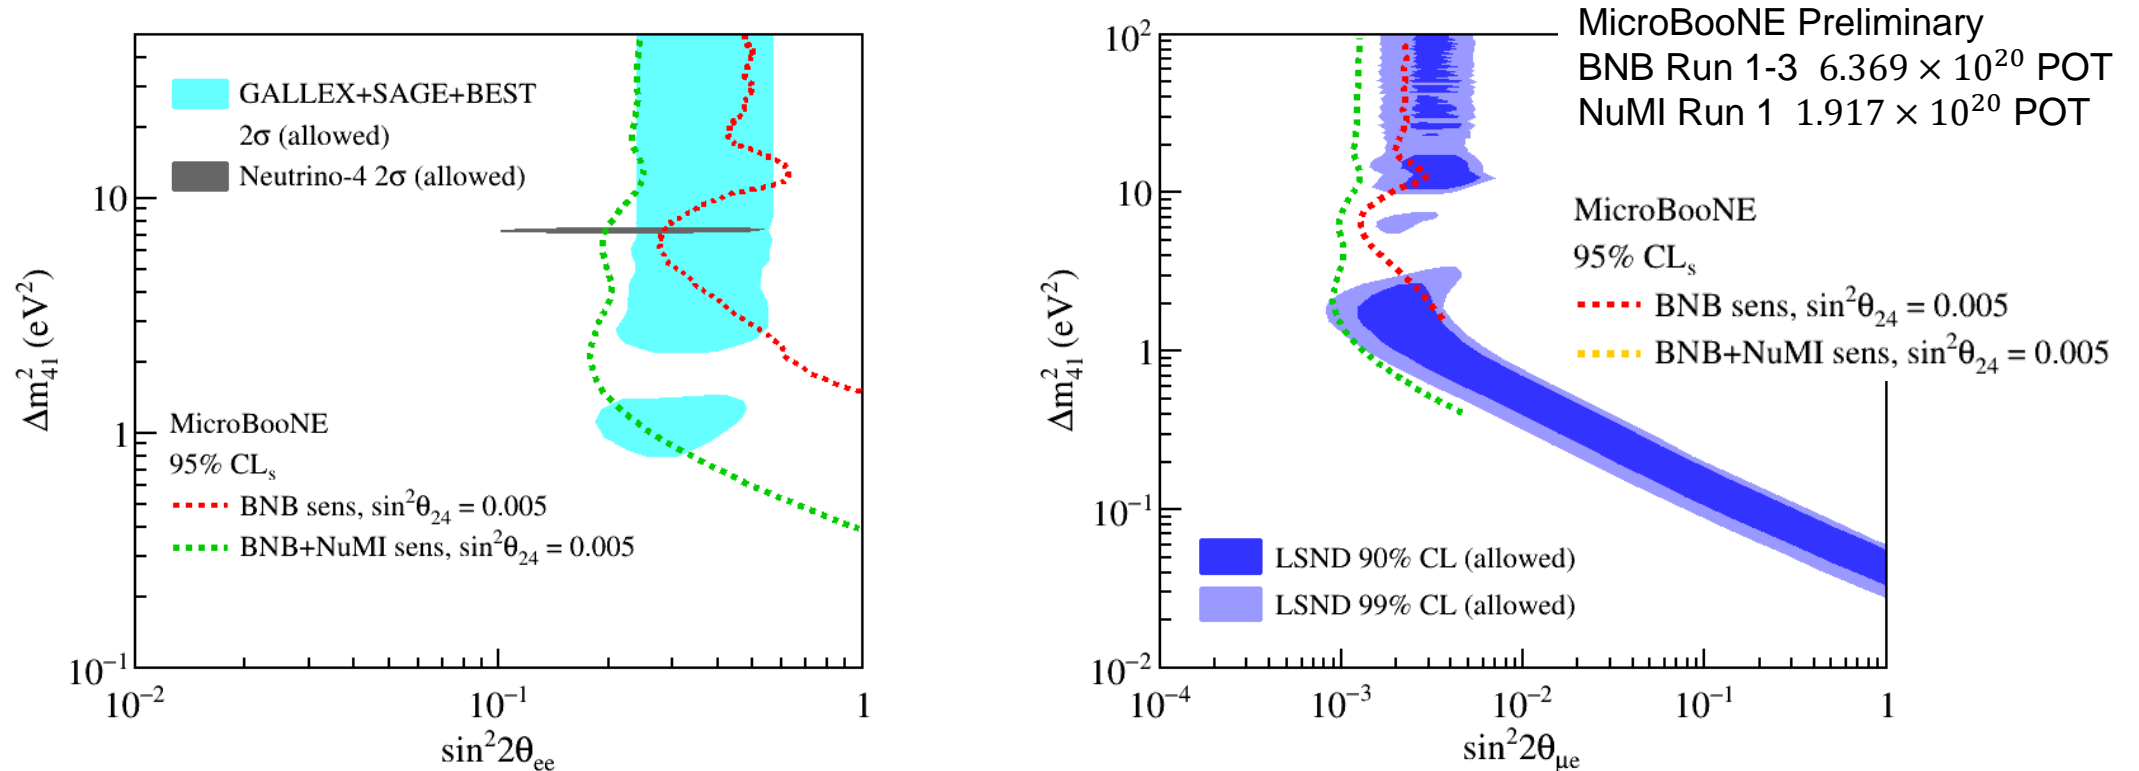 GALLEX+SAGE+BEST
2σ (allowed)
Neutrino-4 2σ (allowed)
10
1
10⁻¹
Δm²₄₁ (eV²)
MicroBooNE
95% CLₛ
BNB sens, sin²θ₂₄ = 0.005
BNB+NuMI sens, sin²θ₂₄ = 0.005
10⁻² 10⁻¹ 1
sin²2θₑₑ
MicroBooNE Preliminary
BNB Run 1-3 6.369 × 10²⁰ POT
NuMI Run 1 1.917 × 10²⁰ POT
10²
10
1
10⁻¹
10⁻²
Δm²₄₁ (eV²)
MicroBooNE
95% CLₛ
BNB sens, sin²θ₂₄ = 0.005
BNB+NuMI sens, sin²θ₂₄ = 0.005
LSND 90% CL (allowed)
LSND 99% CL (allowed)
10⁻⁴ 10⁻³ 10⁻² 10⁻¹ 1
sin²2θμₑ